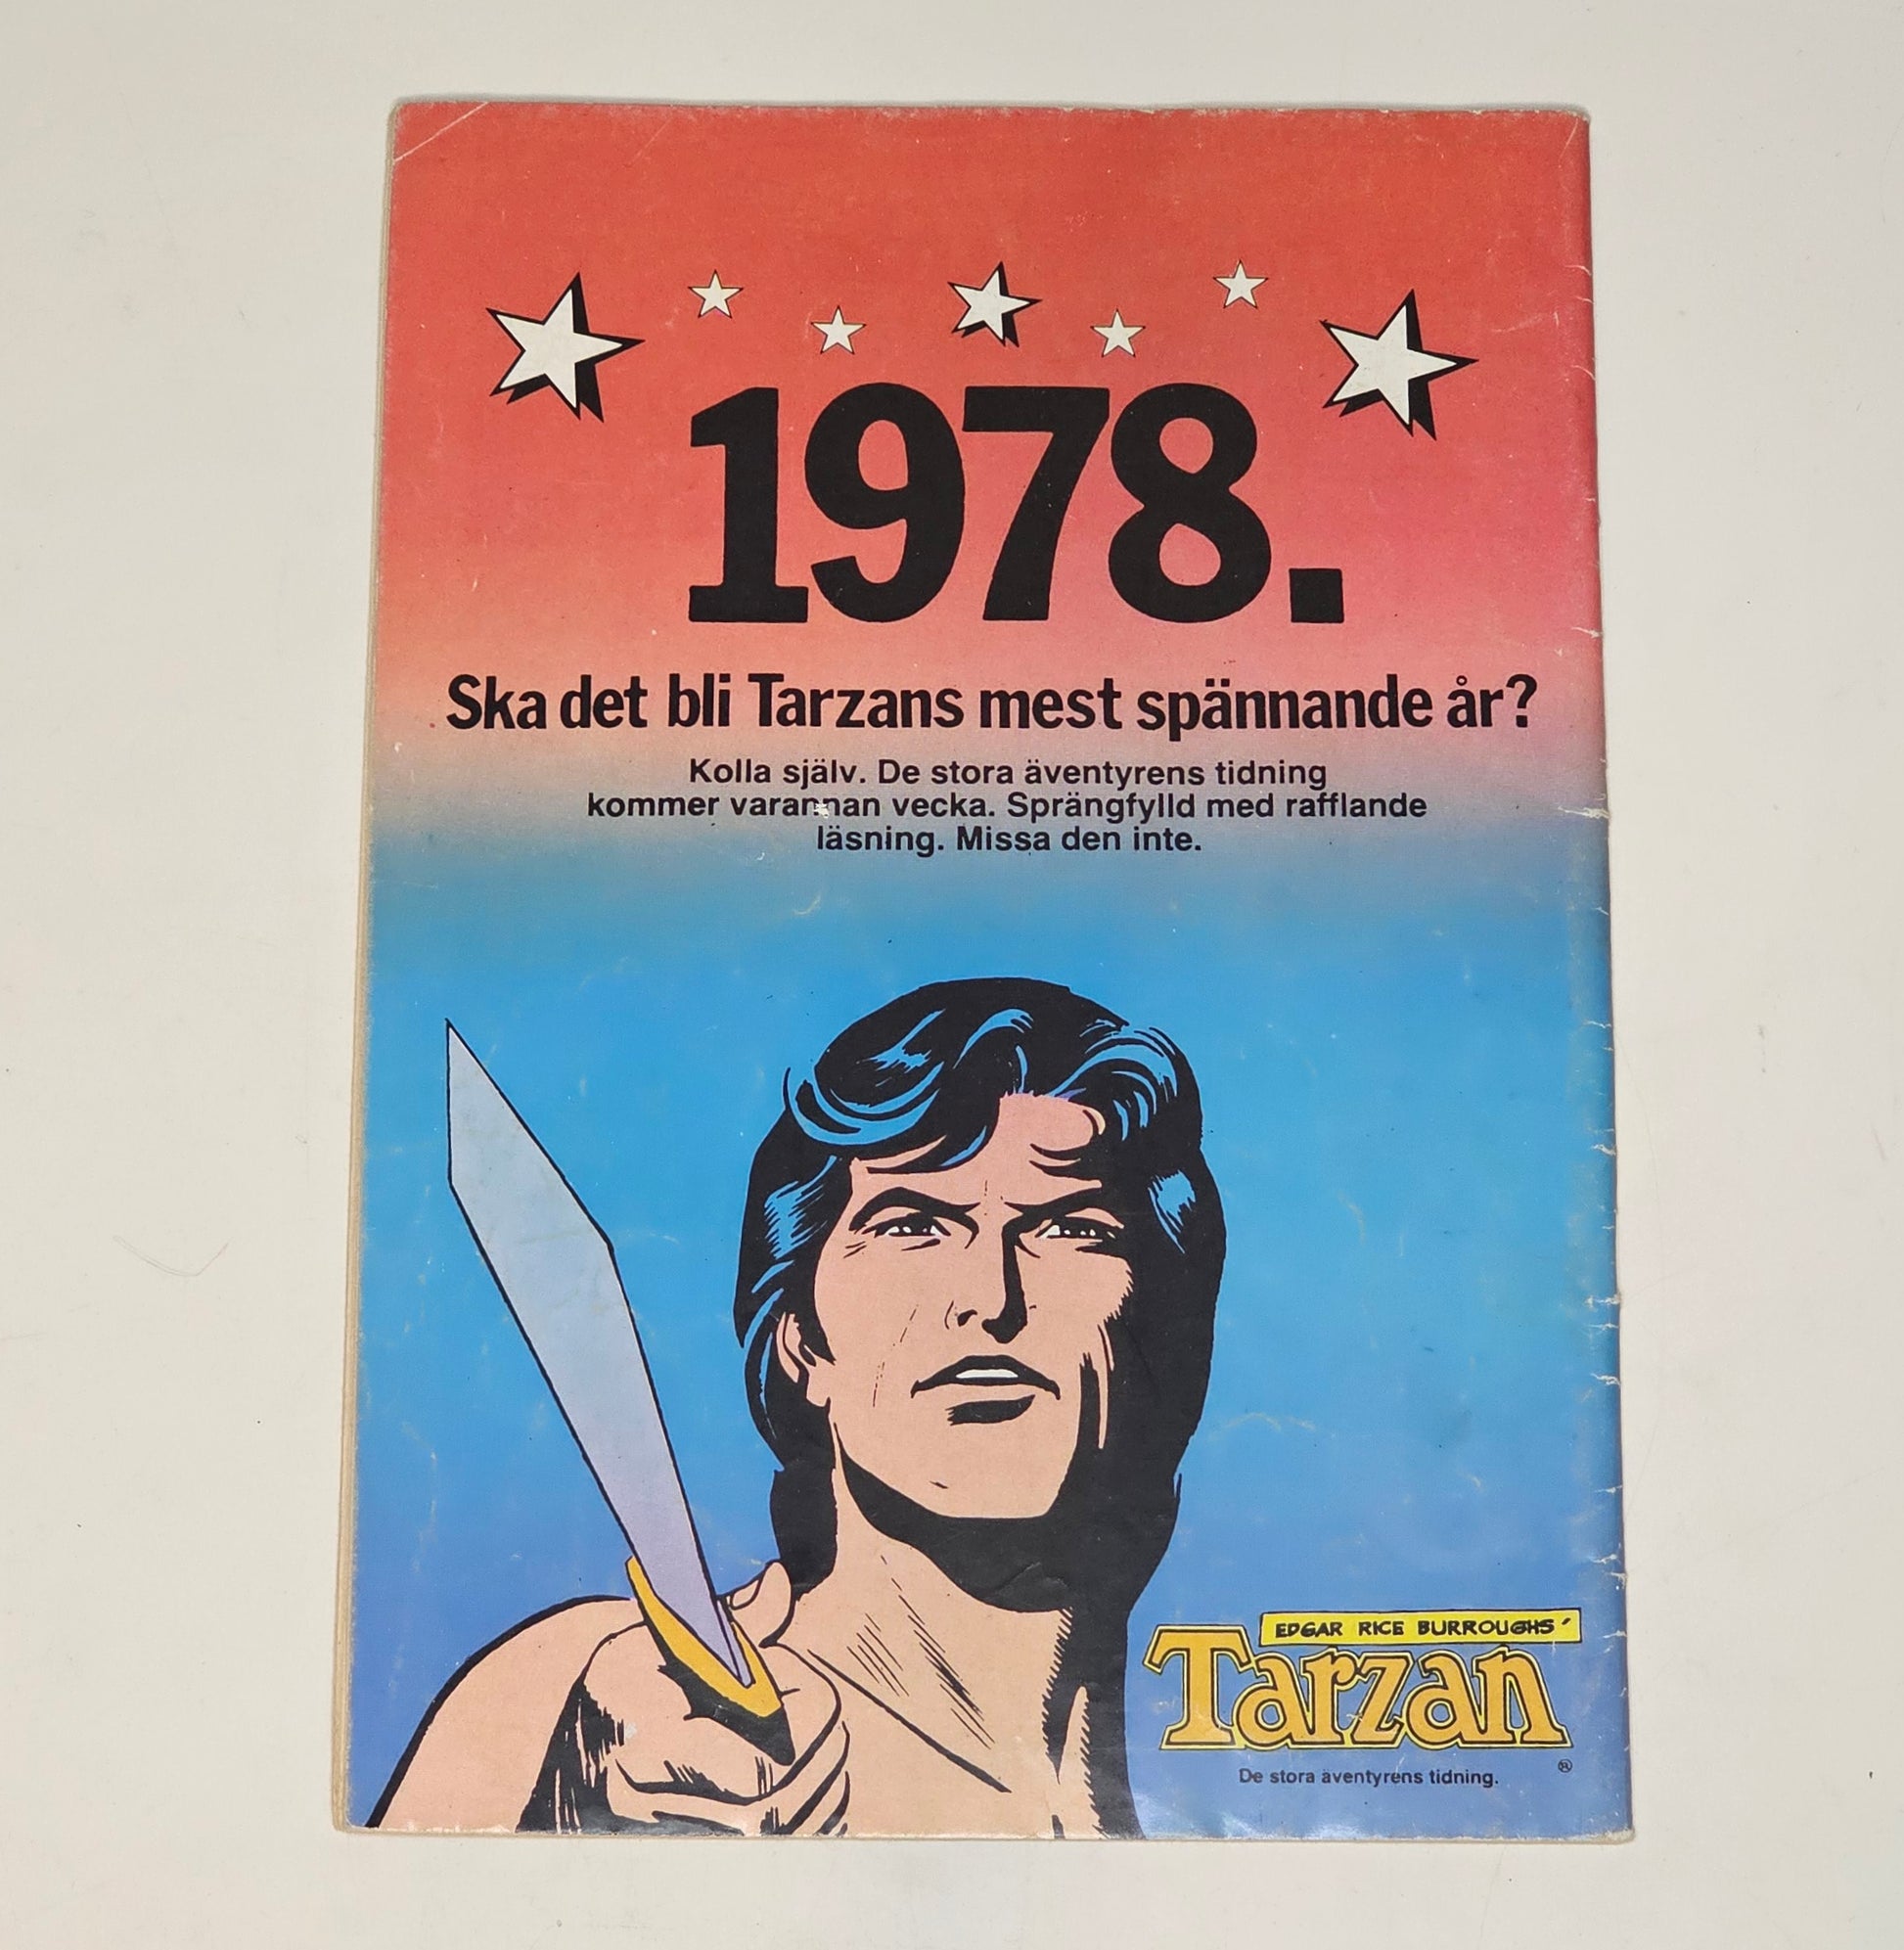 1978.
Ska det bli Tarzans mest spännande år?
Kolla själv. De stora äventyrens tidning
kommer varannan vecka. Sprängfylld med rafflande
läsning. Missa den inte.
EDGAR RICE BURROUGHS'
Tarzan
®
De stora äventyrens tidning.